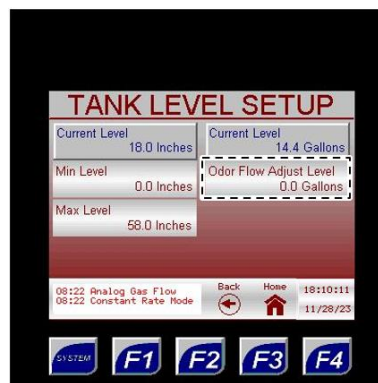 TANK LEVEL SETUP
Current Level
18.0 Inches
Current Level
14.4 Gallons
Min Level
0.0 Inches
Odor Flow Adjust Level
0.0 Gallons
Max Level
58.0 Inches
08:22 Analog Gas Flow
08:22 Constant Rate Mode
Back
Home
18:10:11
11/28/23
SYSTEM
F1
F2
F3
F4